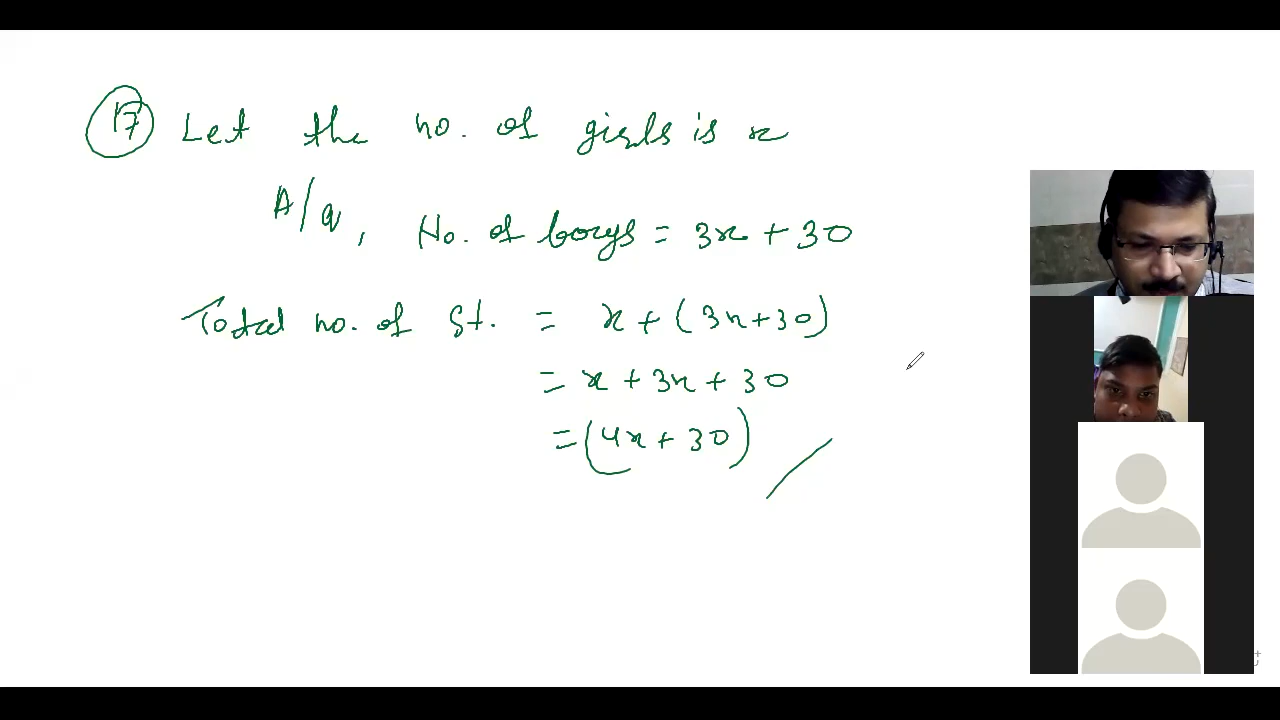 17 Let the no. of girls is x
A/q, No. of boys = 3x + 30
Total no. of St. = x + (3x+30)
= x + 3x + 30
= (4x + 30)